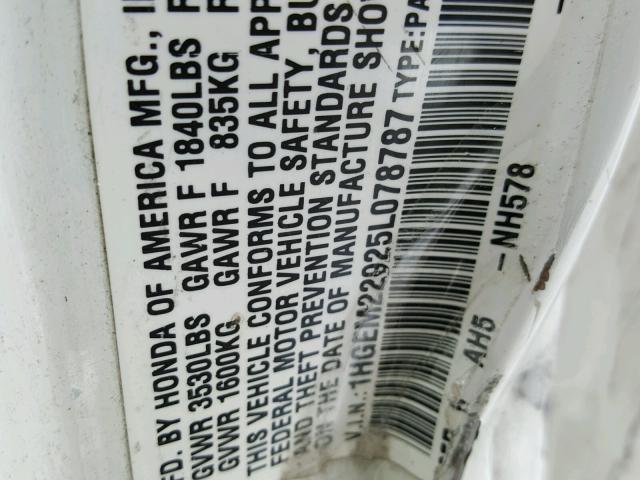 FD. BY HONDA OF AMERICA MFG., I
GVWR 3530LBS GAWR F 1840LBS R
GVWR 1600KG GAWR F 835KG R
THIS VEHICLE CONFORMS TO ALL APP
FEDERAL MOTOR VEHICLE SAFETY, BU
AND THEFT PREVENTION STANDARDS
ON THE DATE OF MANUFACTURE SHO
V.I.N.:1HGEM22925L078787 TYPE:PA
AH5 -NH578